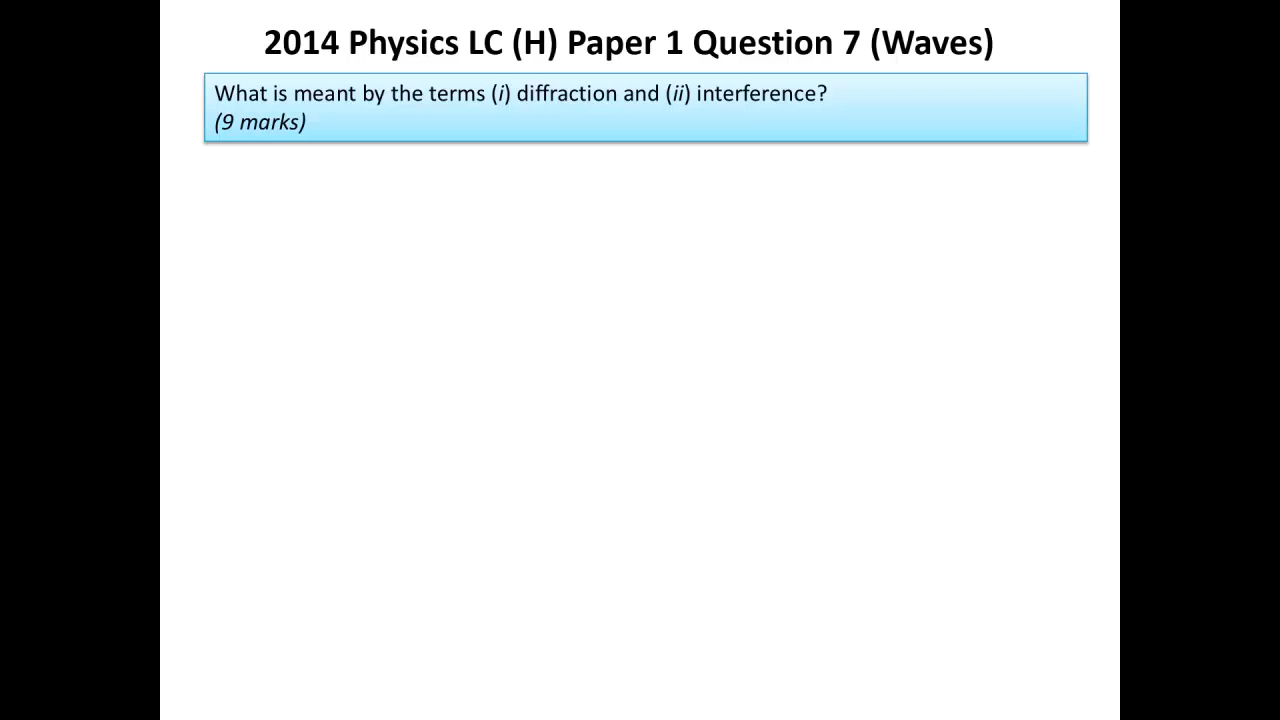 2014 Physics LC (H) Paper 1 Question 7 (Waves)
What is meant by the terms (i) diffraction and (ii) interference?
(9 marks)